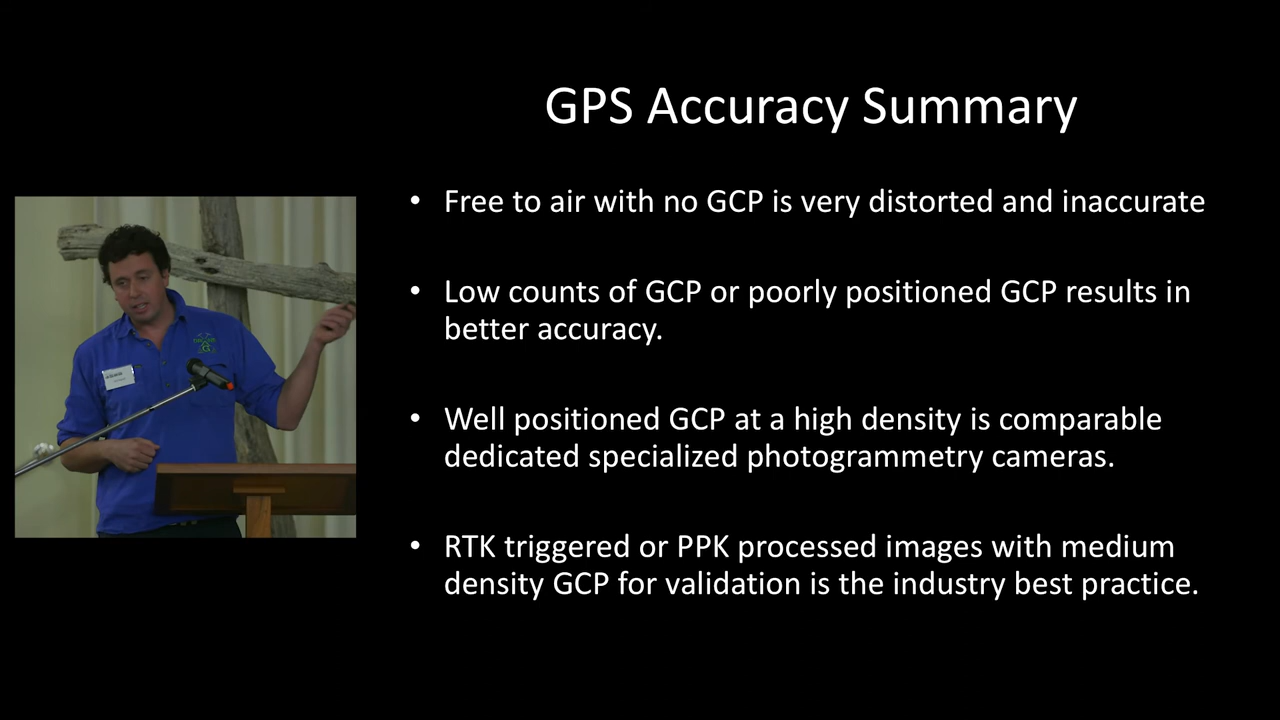 GPS Accuracy Summary
• Free to air with no GCP is very distorted and inaccurate
• Low counts of GCP or poorly positioned GCP results in
better accuracy.
• Well positioned GCP at a high density is comparable
dedicated specialized photogrammetry cameras.
• RTK triggered or PPK processed images with medium
density GCP for validation is the industry best practice.